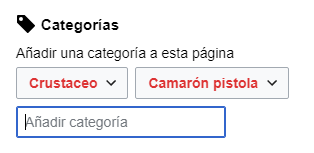 Categorías
Añadir una categoría a esta página
Crustaceo Camarón pistola
Añadir categoría